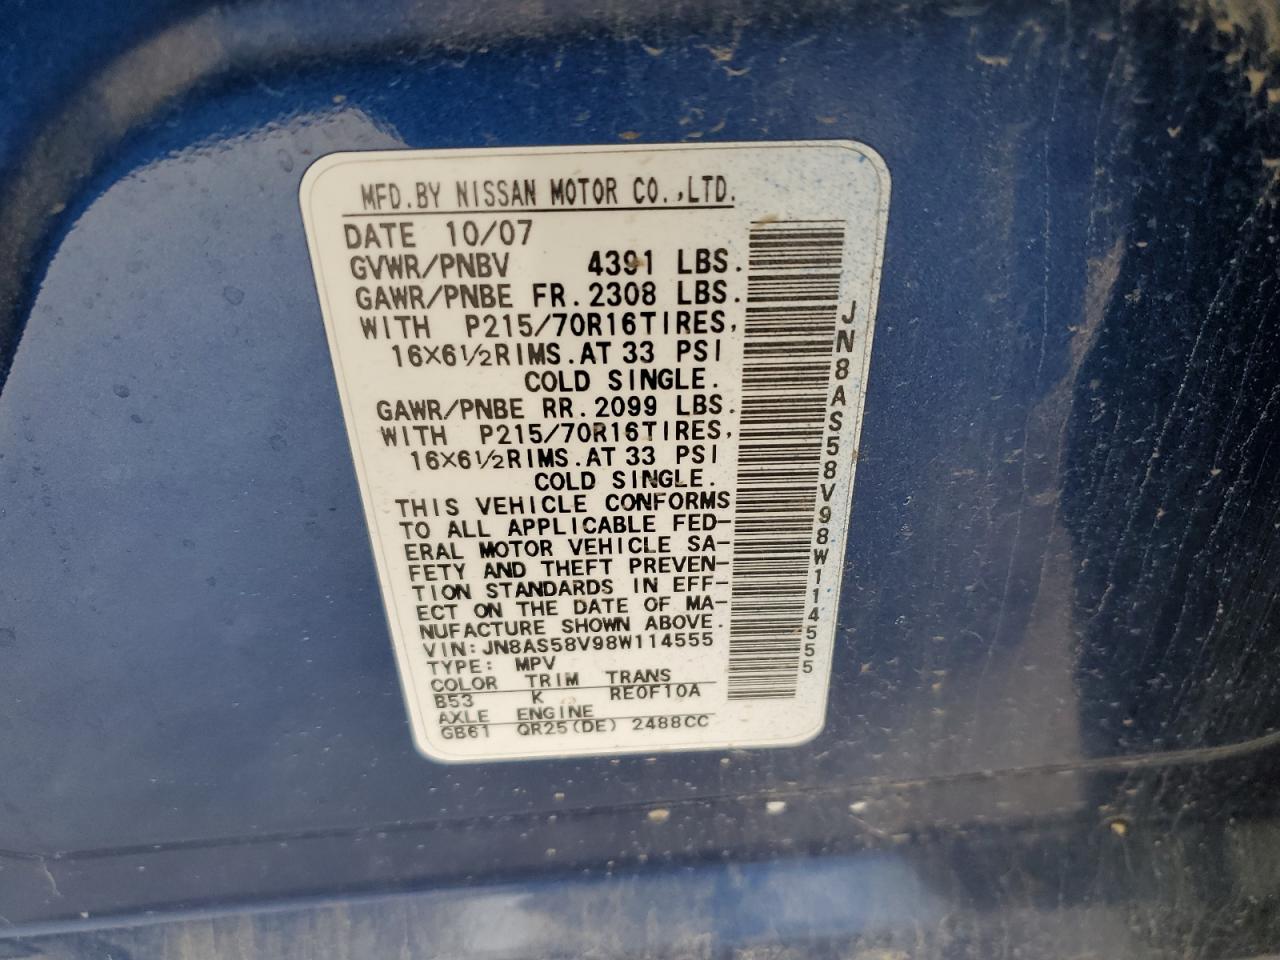 MFD.BY NISSAN MOTOR CO.,LTD.
DATE 10/07
GVWR/PNBV 4391 LBS.
GAWR/PNBE FR.2308 LBS.
WITH P215/70R16TIRES,
16×6½RIMS.AT 33 PSI
COLD SINGLE.
GAWR/PNBE RR.2099 LBS.
WITH P215/70R16TIRES,
16×6½RIMS.AT 33 PSI
COLD SINGLE.
THIS VEHICLE CONFORMS
TO ALL APPLICABLE FED-
ERAL MOTOR VEHICLE SA-
FETY AND THEFT PREVEN-
TION STANDARDS IN EFF-
ECT ON THE DATE OF MA-
NUFACTURE SHOWN ABOVE.
VIN:JN8AS58V98W114555
TYPE: MPV
COLOR TRIM TRANS
B53 K RE0F10A
AXLE ENGINE
GB61 QR25(DE) 2488CC
JN8AS58V98W114555